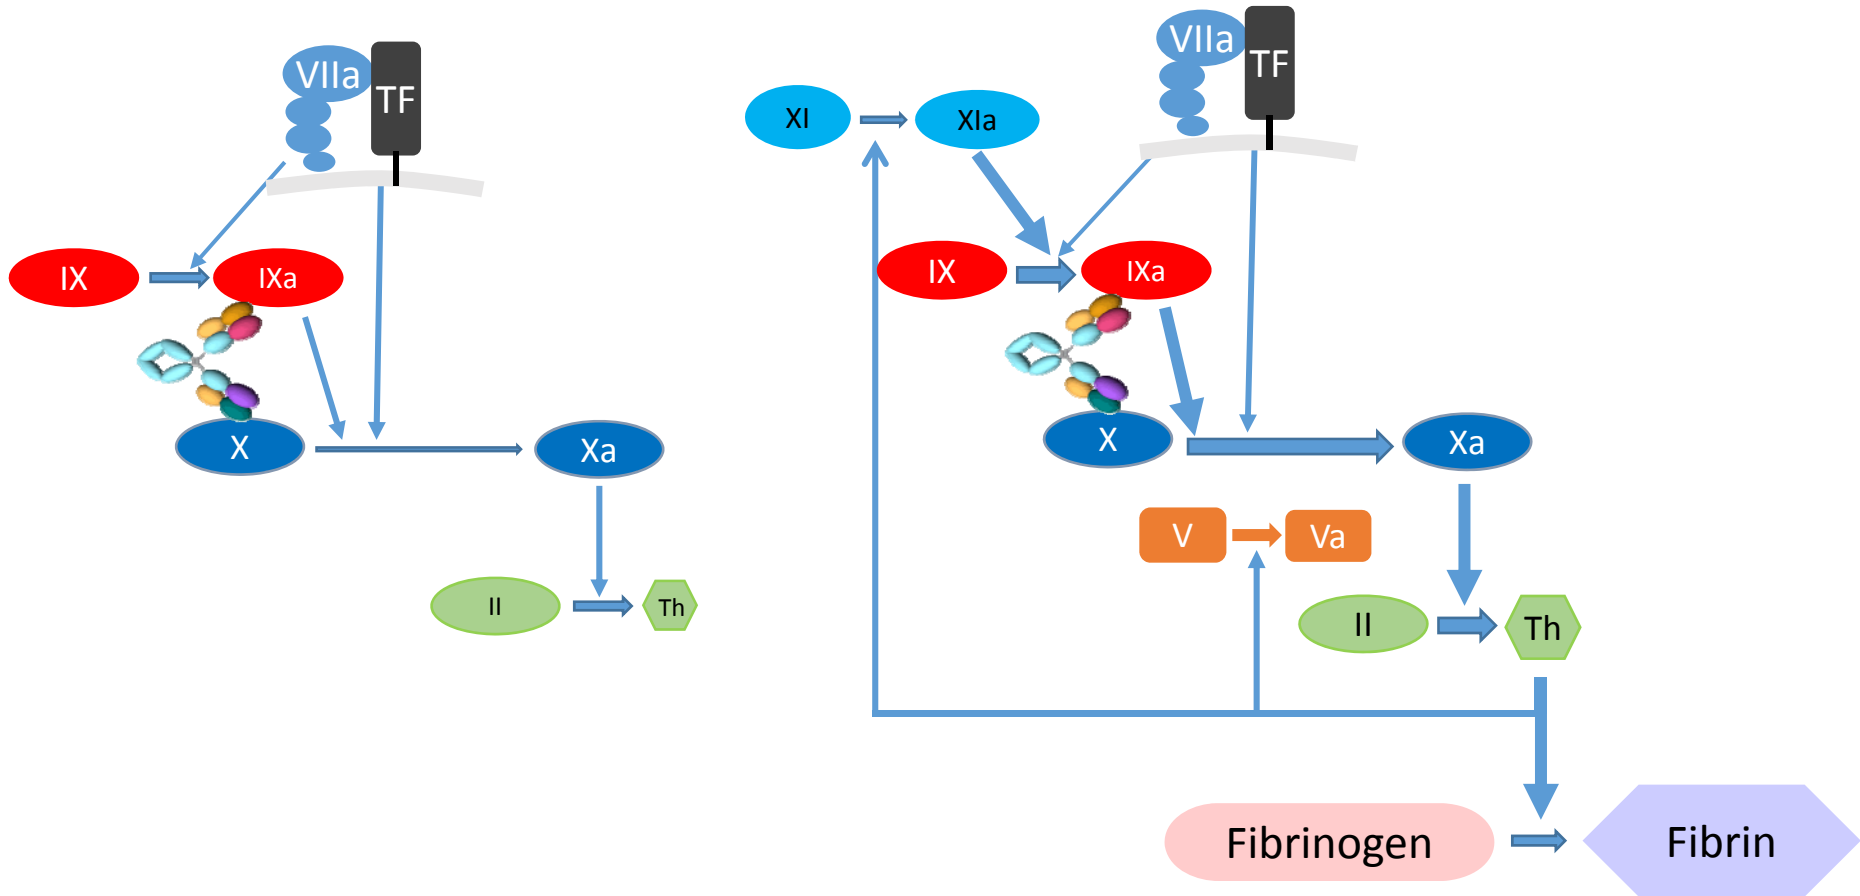 VIIa
TF
IX
IXa
X
Xa
II
Th
VIIa
TF
XI
XIa
IX
IXa
X
Xa
V
Va
II
Th
Fibrinogen
Fibrin